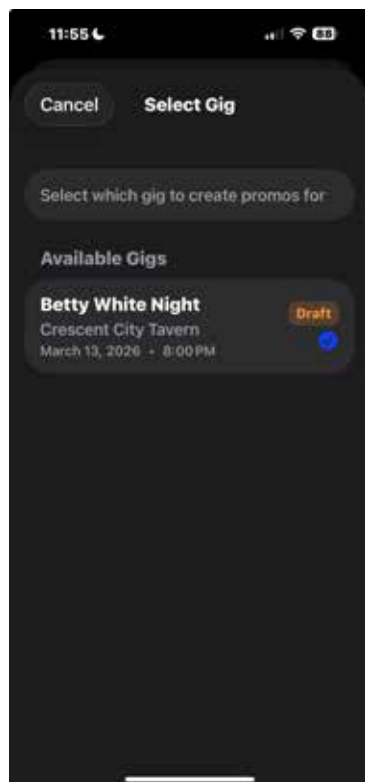 11:55
Cancel
Select Gig
Select which gig to create promos for
Available Gigs
Betty White Night
Draft
Crescent City Tavern
March 13, 2026 • 8:00 PM